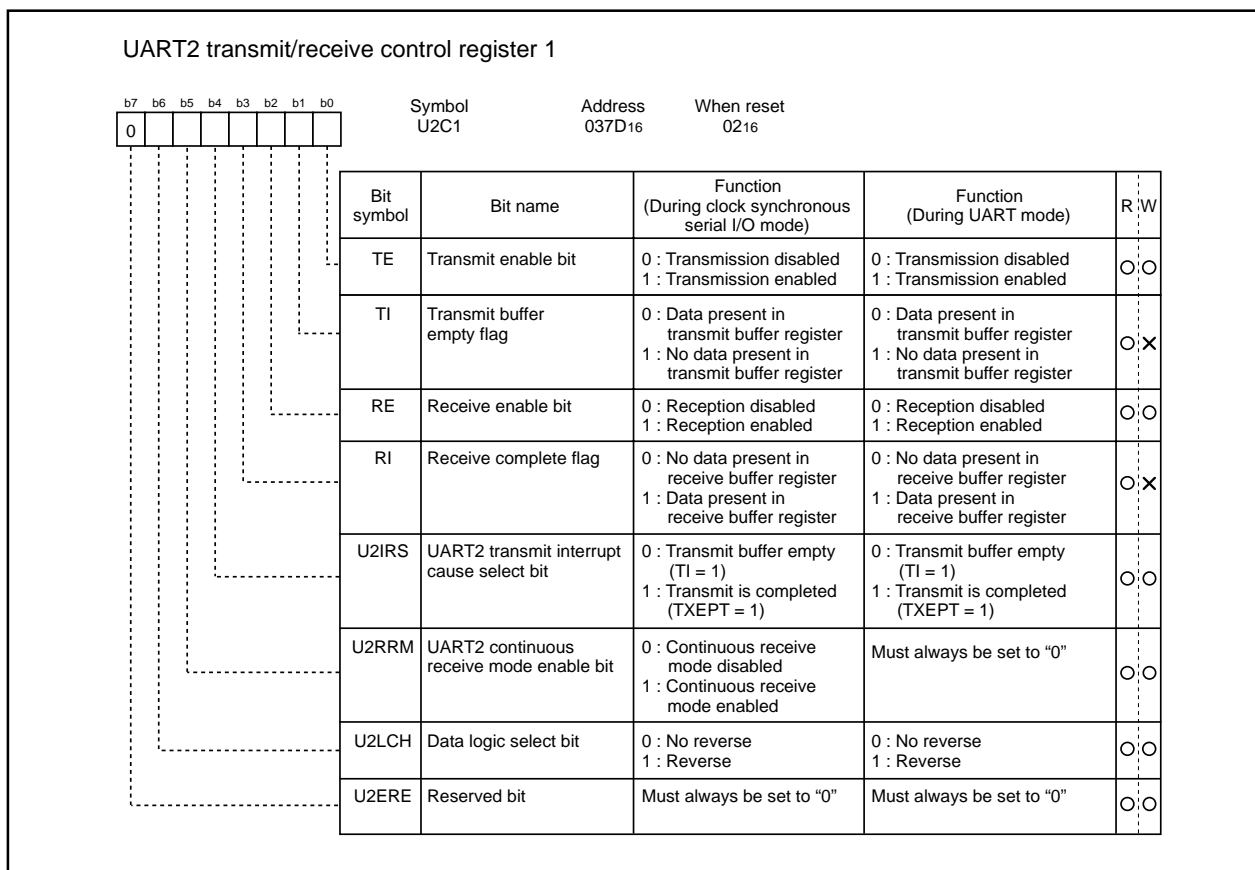 UART2 transmit/receive control register 1
b7 b6 b5 b4 b3 b2 b1 b0
Symbol Address When reset
U2C1 037D16 0216
0
Bit symbol
Bit name
Function
(During clock synchronous
serial I/O mode)
Function
(During UART mode)
R W
TE
Transmit enable bit
0 : Transmission disabled
1 : Transmission enabled
0 : Transmission disabled
1 : Transmission enabled
TI
Transmit buffer
empty flag
0 : Data present in
transmit buffer register
1 : No data present in
transmit buffer register
0 : Data present in
transmit buffer register
1 : No data present in
transmit buffer register
RE
Receive enable bit
0 : Reception disabled
1 : Reception enabled
0 : Reception disabled
1 : Reception enabled
RI
Receive complete flag
0 : No data present in
receive buffer register
1 : Data present in
receive buffer register
0 : No data present in
receive buffer register
1 : Data present in
receive buffer register
U2IRS
UART2 transmit interrupt
cause select bit
0 : Transmit buffer empty
(TI = 1)
1 : Transmit is completed
(TXEPT = 1)
0 : Transmit buffer empty
(TI = 1)
1 : Transmit is completed
(TXEPT = 1)
U2RRM
UART2 continuous
receive mode enable bit
0 : Continuous receive
mode disabled
1 : Continuous receive
mode enabled
Must always be set to “0”
U2LCH
Data logic select bit
0 : No reverse
1 : Reverse
0 : No reverse
1 : Reverse
U2ERE
Reserved bit
Must always be set to “0”
Must always be set to “0”